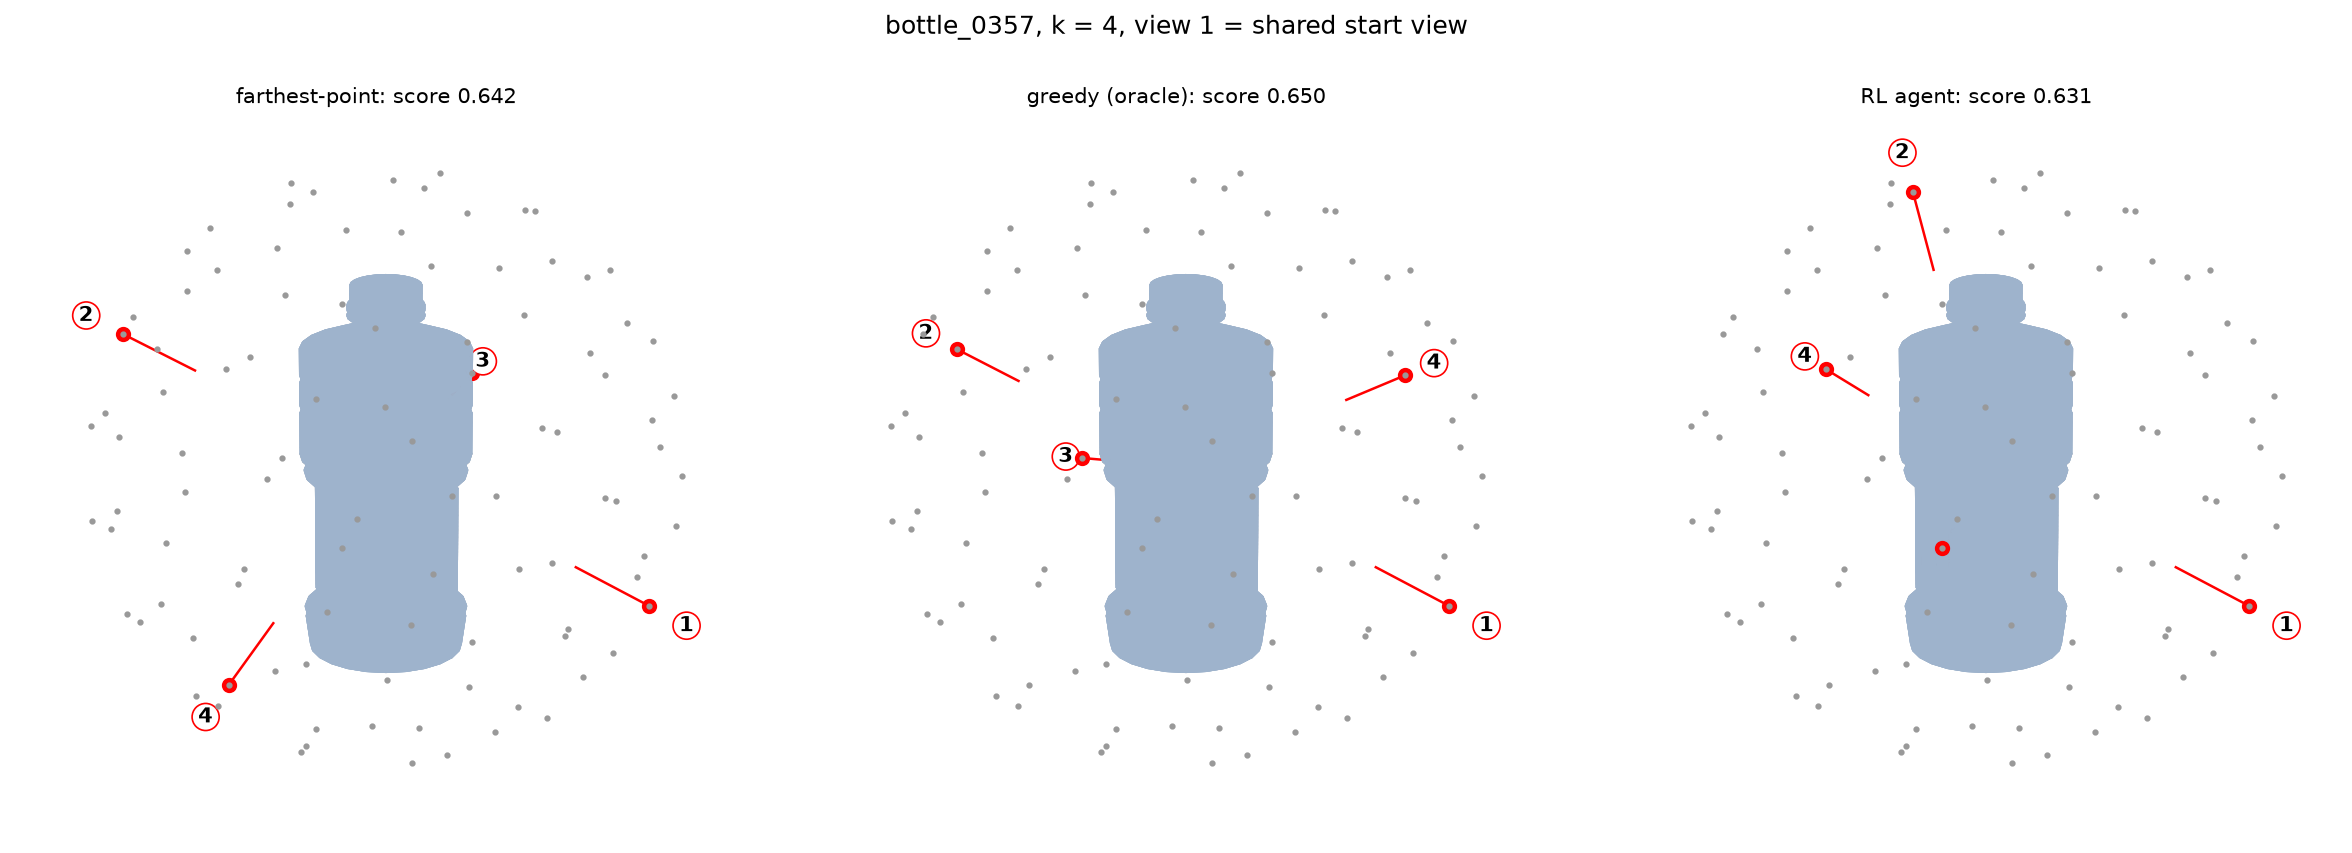 bottle_0357, k = 4, view 1 = shared start view
farthest-point: score 0.642
2
3
1
4
greedy (oracle): score 0.650
2
4
3
1
RL agent: score 0.631
2
4
1